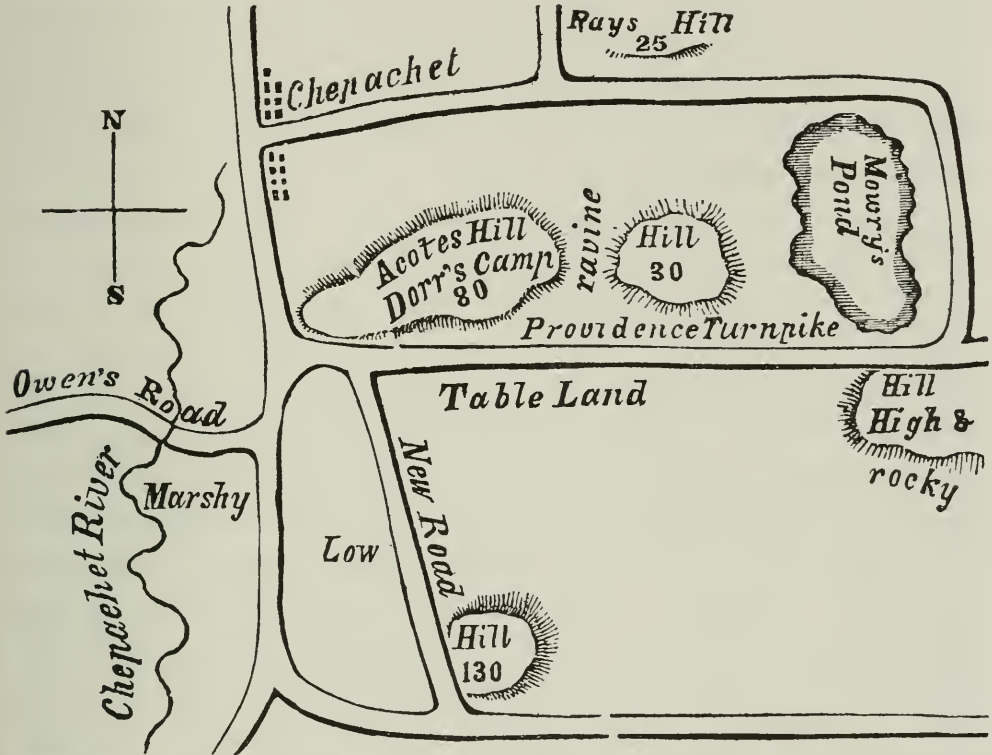 Rays Hill
25
Chepachet
N
S
Mowry's
Pond
ravine
Acotes Hill
Dorr's Camp
80
Hill
30
Providence Turnpike
Owen's Road
Table Land
Hill
High &
rocky
New Road
Chepachet River
Marshy
Low
Hill
130